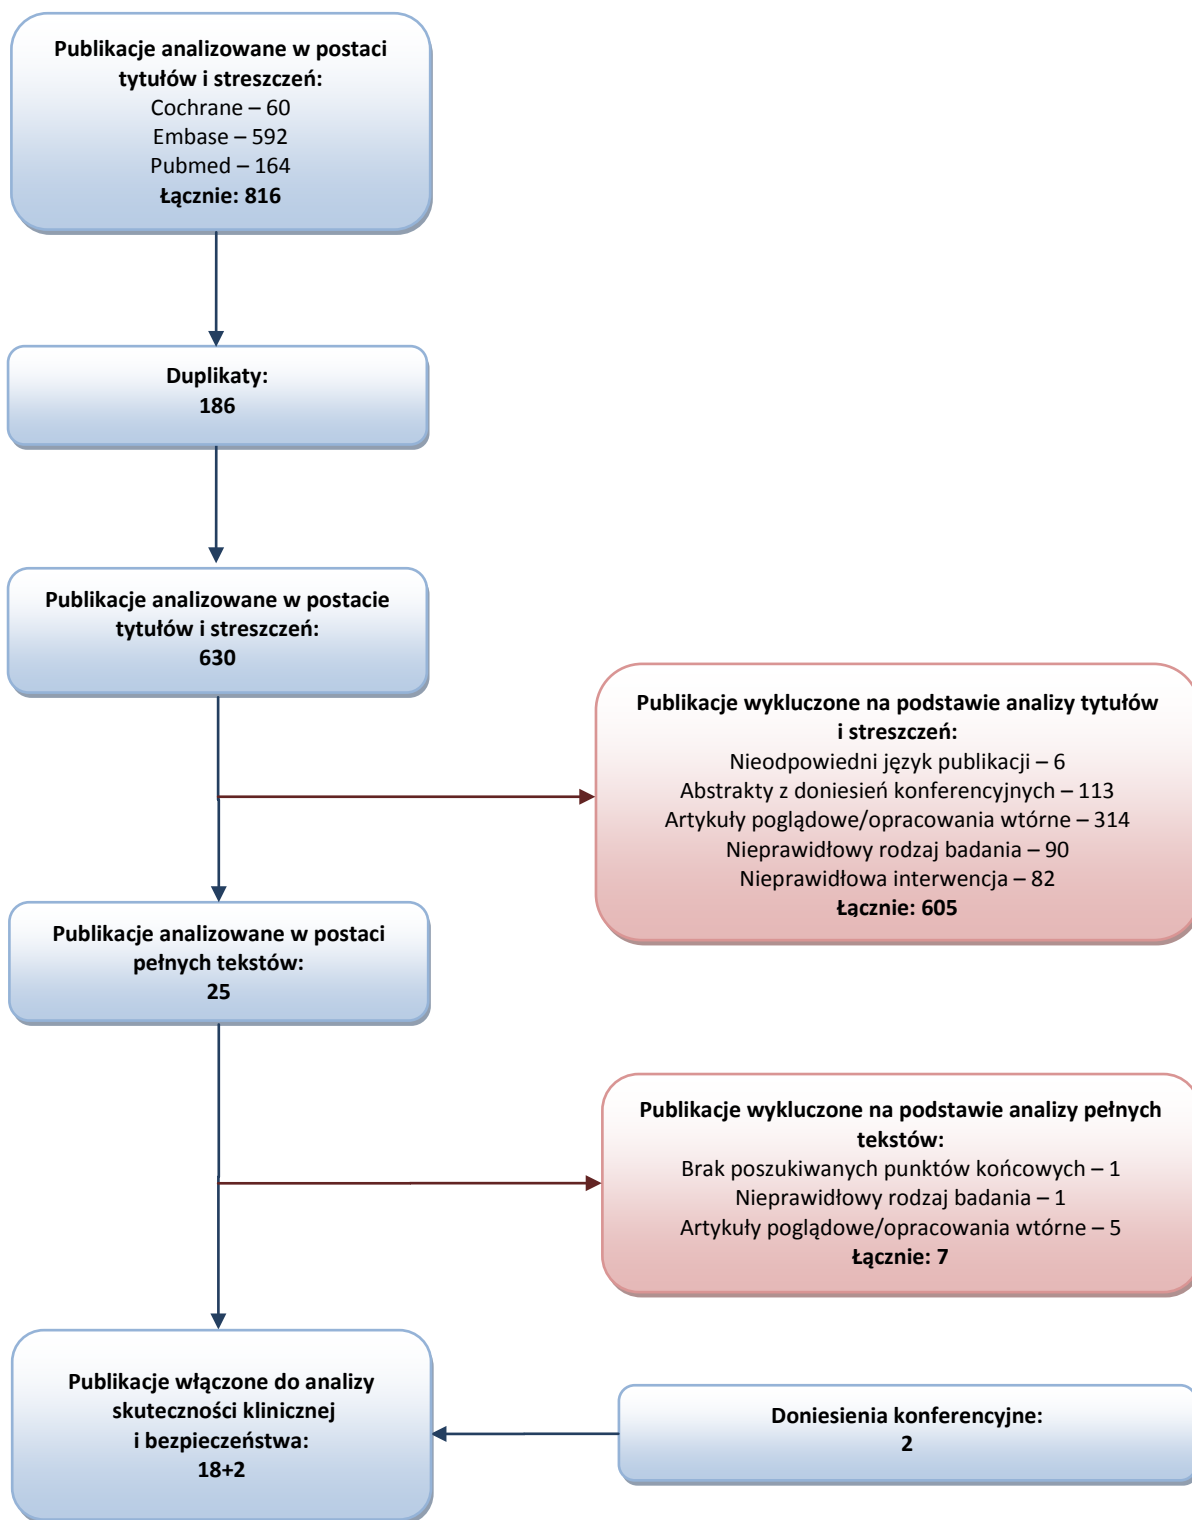 Publikacje analizowane w postaci
tytułów i streszczeń:
Cochrane – 60
Embase – 592
Pubmed – 164
Łącznie: 816
Duplikaty:
186
Publikacje analizowane w postacie
tytułów i streszczeń:
630
Publikacje wykluczone na podstawie analizy tytułów
i streszczeń:
Nieodpowiedni język publikacji – 6
Abstrakty z doniesień konferencyjnych – 113
Artykuły poglądowe/opracowania wtórne – 314
Nieprawidłowy rodzaj badania – 90
Nieprawidłowa interwencja – 82
Łącznie: 605
Publikacje analizowane w postaci
pełnych tekstów:
25
Publikacje wykluczone na podstawie analizy pełnych
tekstów:
Brak poszukiwanych punktów końcowych – 1
Nieprawidłowy rodzaj badania – 1
Artykuły poglądowe/opracowania wtórne – 5
Łącznie: 7
Publikacje włączone do analizy
skuteczności klinicznej
i bezpieczeństwa:
18+2
Doniesienia konferencyjne:
2